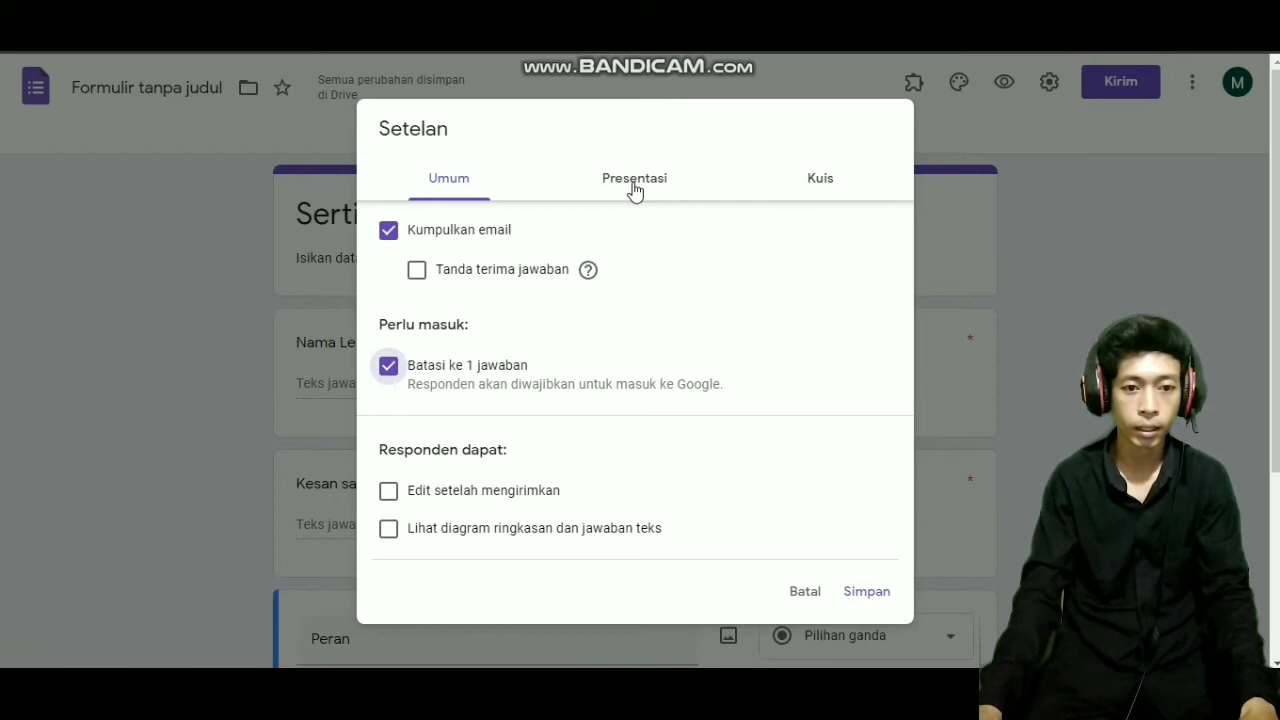 www.BANDICAM.com
Formulir tanpa judul
Semua perubahan disimpan
di Drive
Kirim
M
Setelan
Umum
Presentasi
Kuis
Serti
Isikan dat
Kumpulkan email
Tanda terima jawaban
?
Perlu masuk:
Nama Le
*
Batasi ke 1 jawaban
Teks jawa
Responden akan diwajibkan untuk masuk ke Google.
Responden dapat:
Kesan sa
*
Edit setelah mengirimkan
Teks jawa
Lihat diagram ringkasan dan jawaban teks
Batal
Simpan
Peran
Pilihan ganda